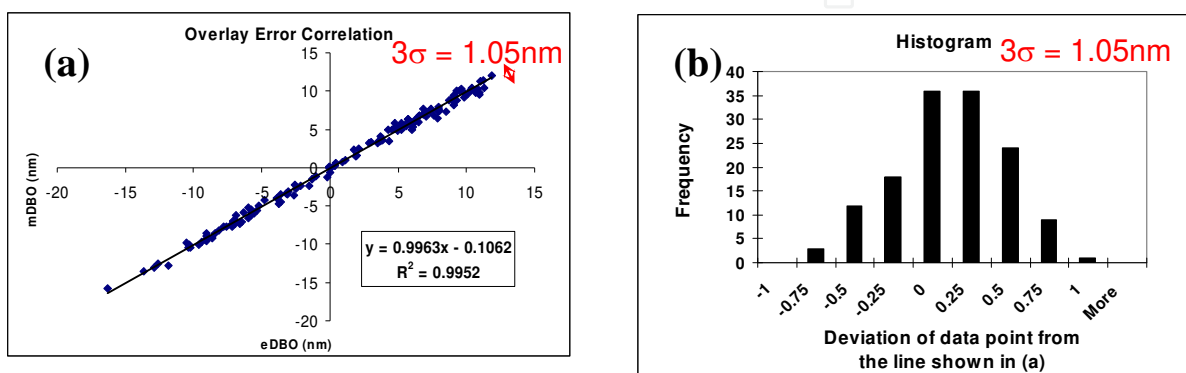 (a)
Overlay Error Correlation
3σ = 1.05nm
15
10
5
0
-20 -15 -10 -5 0 5 10 15
-5
-10
-15
-20
mDBO (nm)
eDBO (nm)
y = 0.9963x - 0.1062
R² = 0.9952
(b)
Histogram
3σ = 1.05nm
40
35
30
25
20
15
10
5
0
Frequency
-1 -0.75 -0.5 -0.25 0 0.25 0.5 0.75 1 More
Deviation of data point from
the line shown in (a)